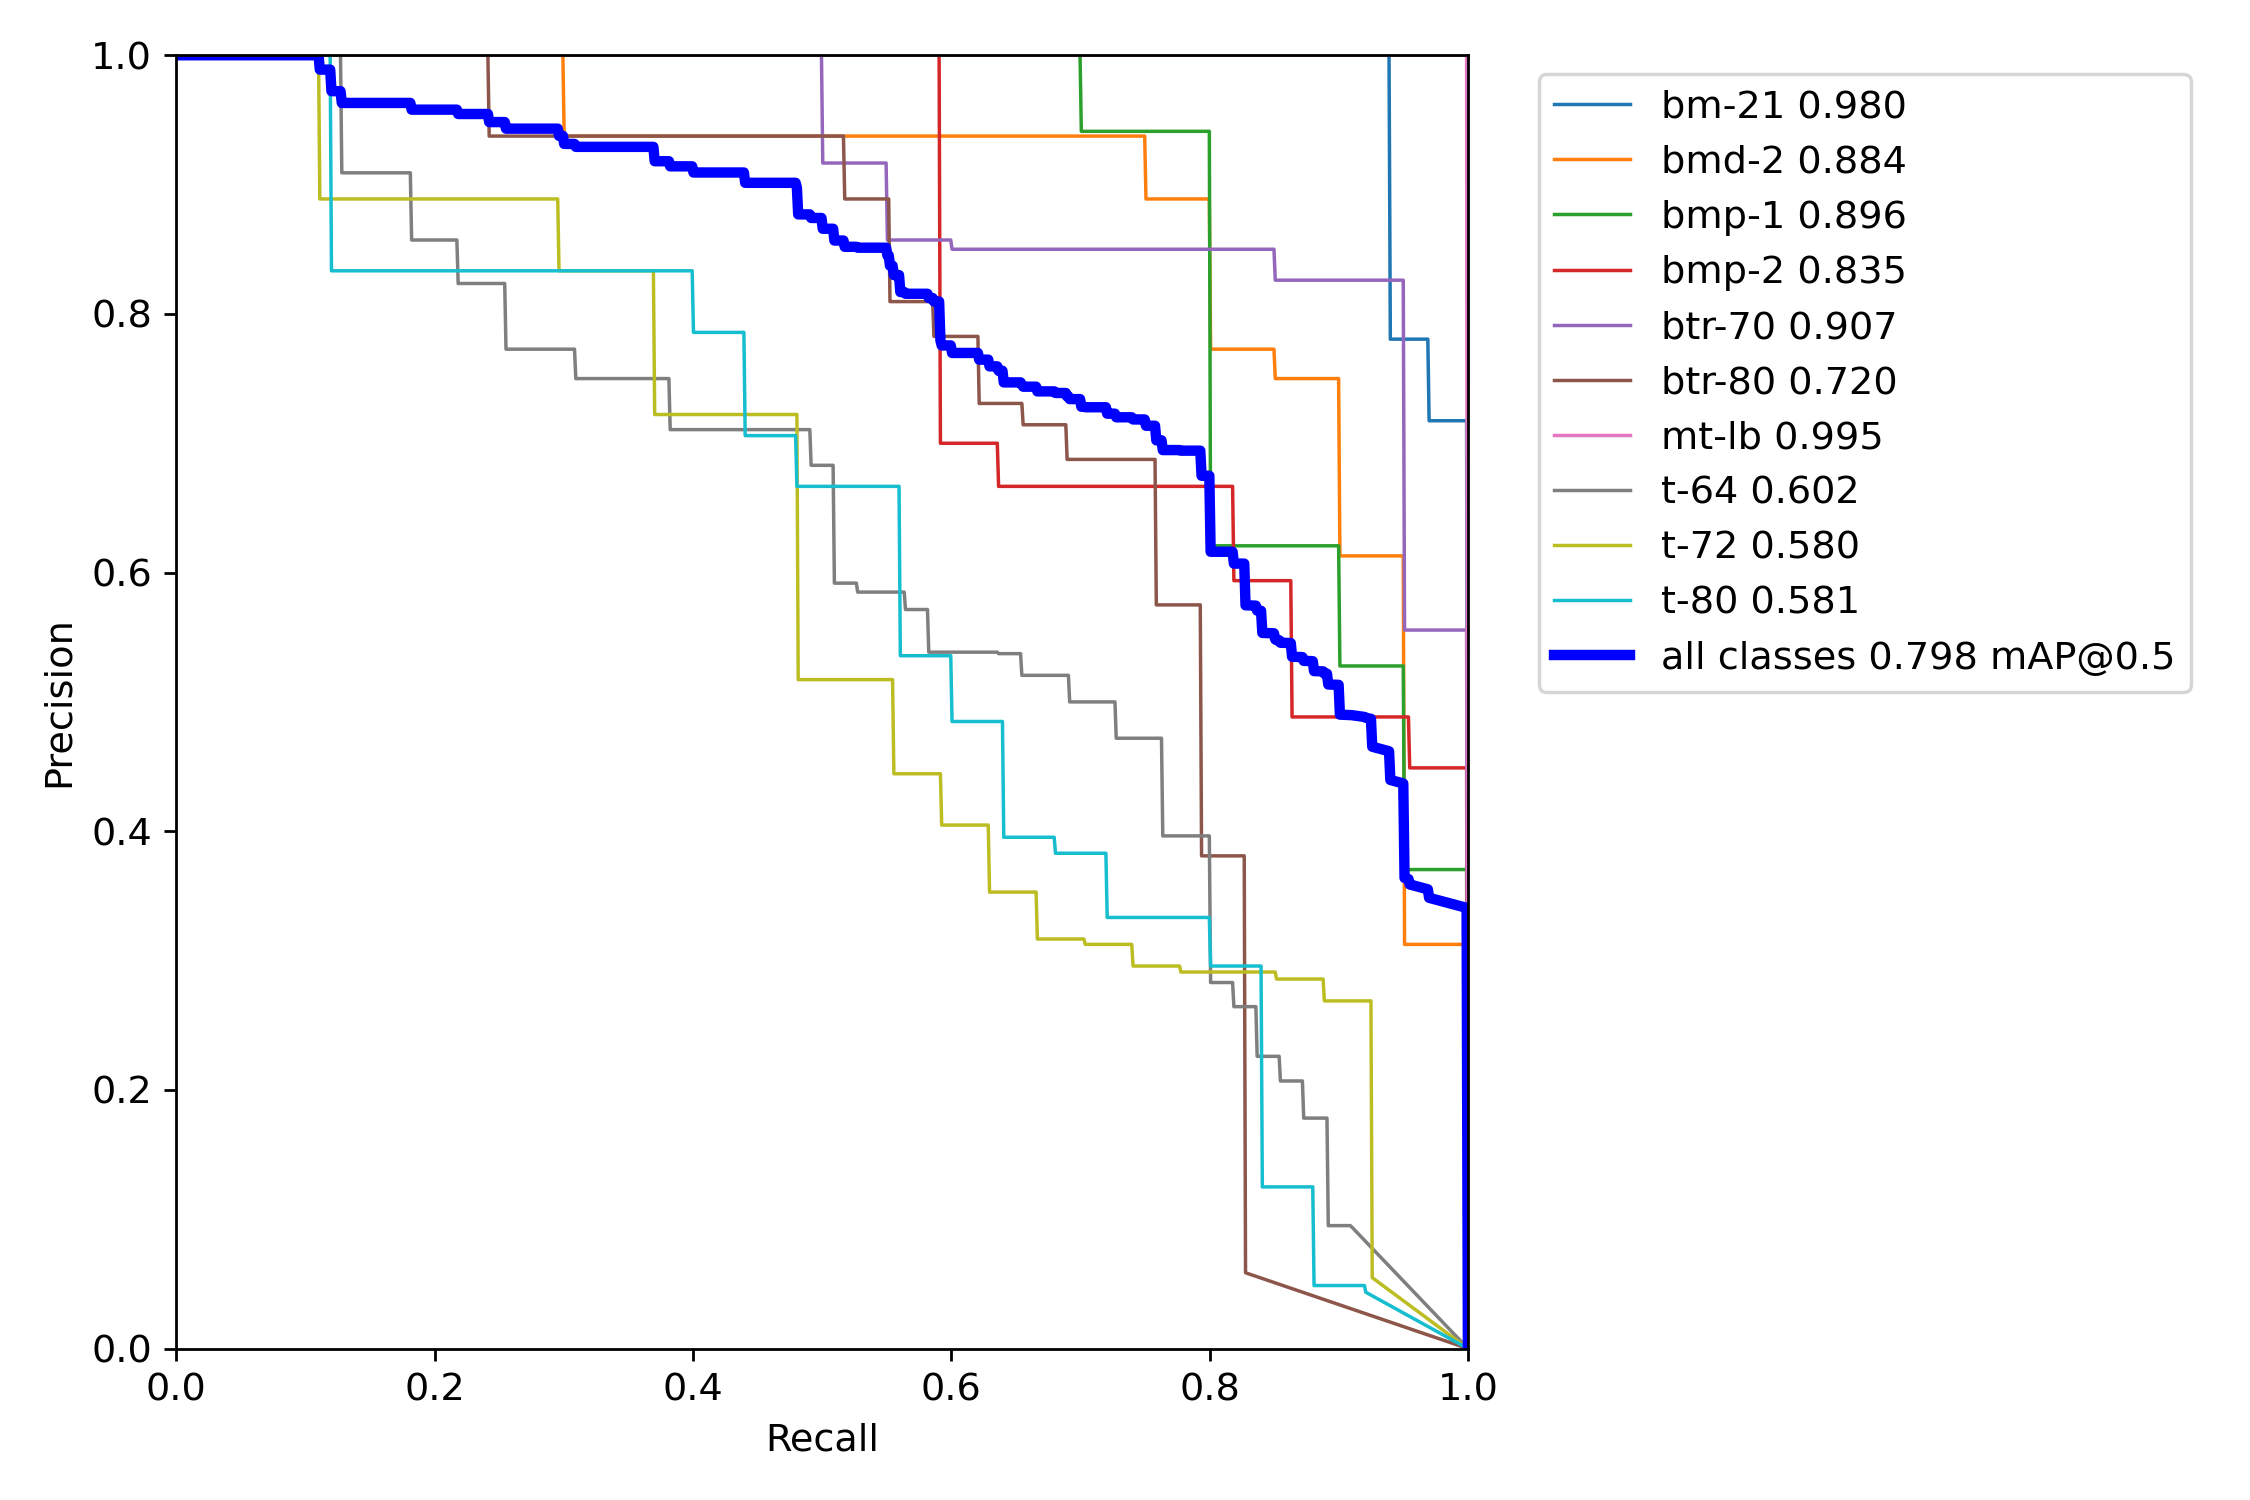 1.0
0.8
0.6
0.4
0.2
0.0
0.0 0.2 0.4 0.6 0.8 1.0
Precision
Recall
bm-21 0.980
bmd-2 0.884
bmp-1 0.896
bmp-2 0.835
btr-70 0.907
btr-80 0.720
mt-lb 0.995
t-64 0.602
t-72 0.580
t-80 0.581
all classes 0.798 mAP@0.5